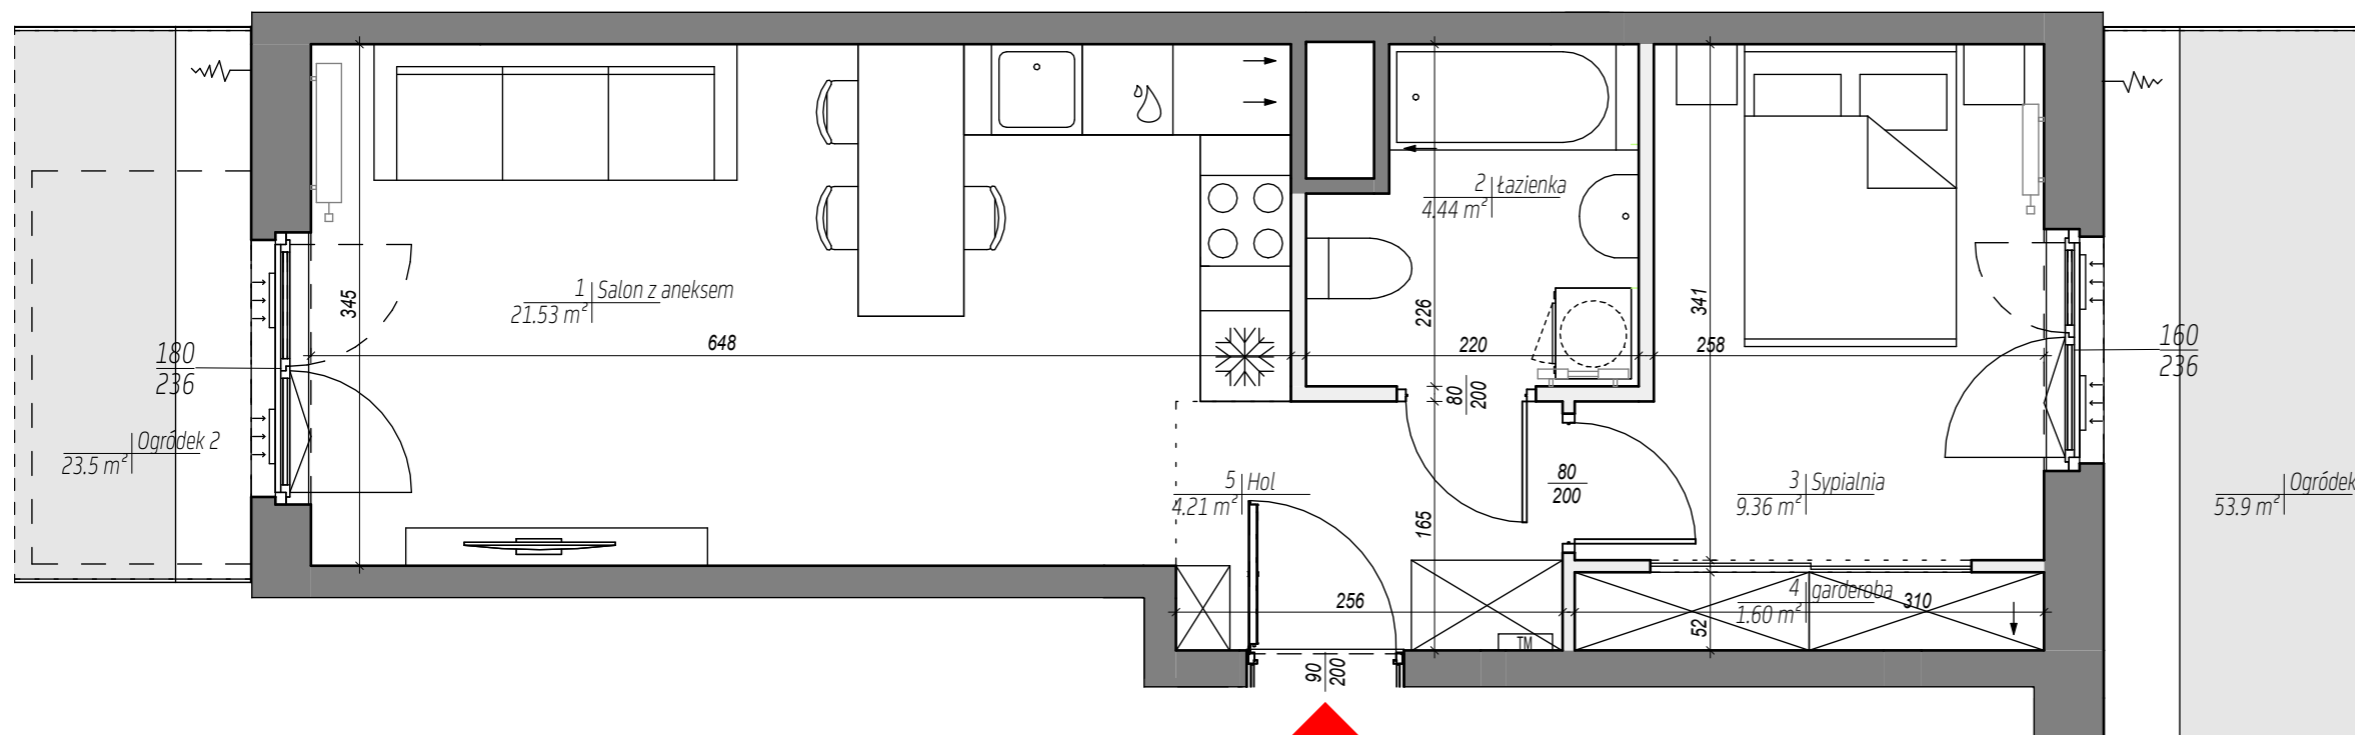 1 Salon z aneksem
21.53 m²
2 Łazienka
4.44 m²
3 Sypialnia
9.36 m²
4 garderoba
1.60 m²
5 Hol
4.21 m²
Ogródek 2
23.5 m²
Ogródek
53.9 m²
180
236
160
236
345
648
226
220
341
258
80
200
80
200
165
256
310
52
90
200
TM